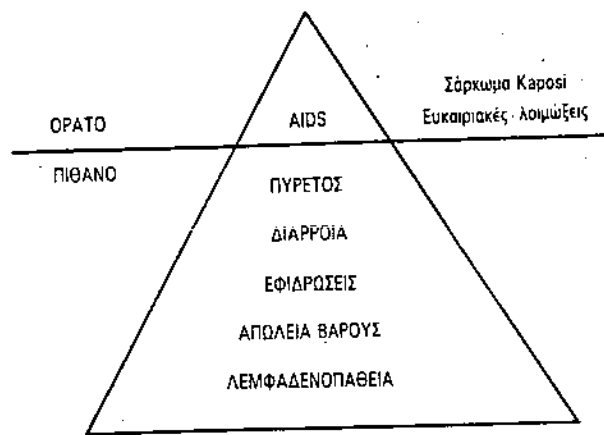 Σάρκωμα Kaposi
ΟΡΑΤΟ AIDS Ευκαιριακές λοιμώξεις
ΠΙΘΑΝΟ
ΠΥΡΕΤΟΣ
ΔΙΑΡΡΟΙΑ
ΕΦΙΔΡΩΣΕΙΣ
ΑΠΩΛΕΙΑ ΒΑΡΟΥΣ
ΛΕΜΦΑΔΕΝΟΠΑΘΕΙΑ